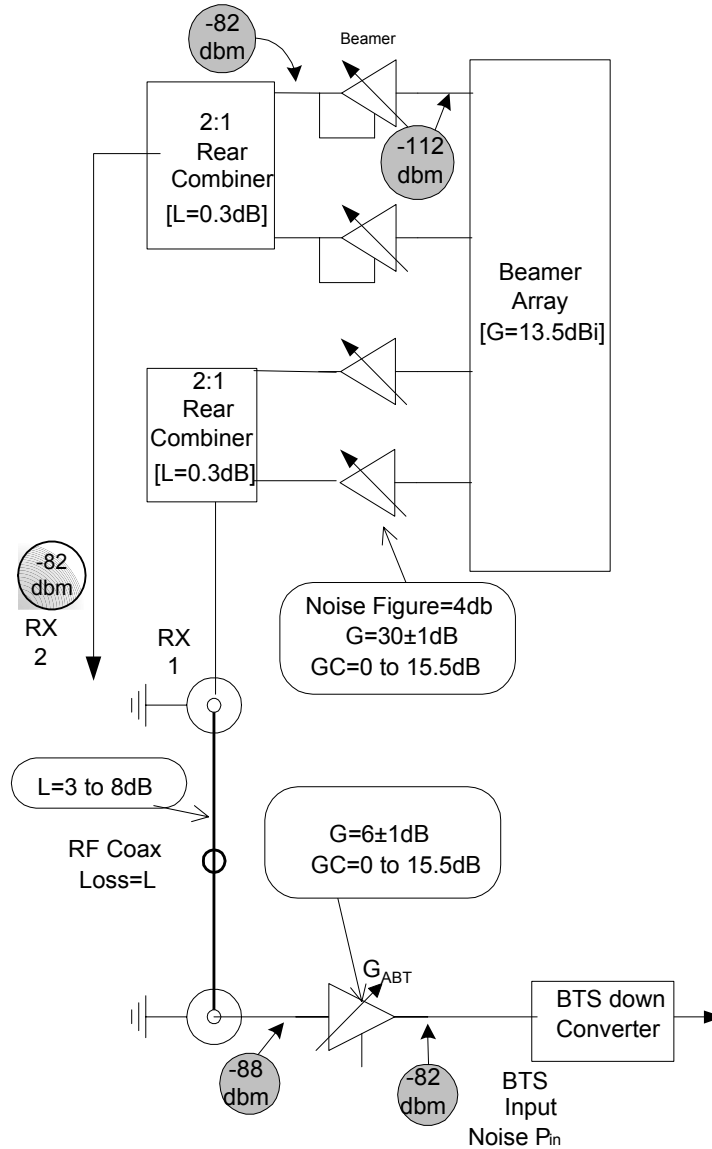 -82
dbm
Beamer
2:1
Rear
Combiner
[L=0.3dB]
-112
dbm
Beamer
Array
[G=13.5dBi]
2:1
Rear
Combiner
[L=0.3dB]
-82
dbm
RX
2
RX
1
Noise Figure=4db
G=30±1dB
GC=0 to 15.5dB
L=3 to 8dB
RF Coax
Loss=L
G=6±1dB
GC=0 to 15.5dB
GABT
BTS down
Converter
-88
dbm
-82
dbm
BTS
Input
Noise Pin